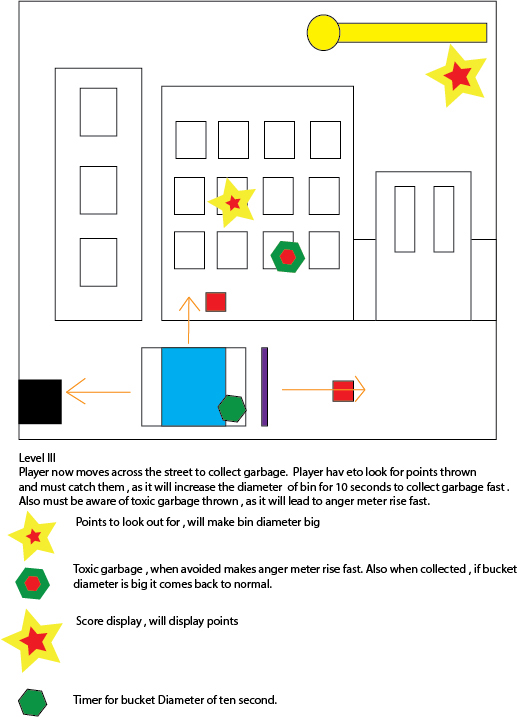 Level III
Player now moves across the street to collect garbage. Player hav eto look for points thrown
and must catch them , as it will increase the diameter of bin for 10 seconds to collect garbage fast .
Also must be aware of toxic garbage thrown , as it will lead to anger meter rise fast.
Points to look out for , will make bin diameter big
Toxic garbage , when avoided makes anger meter rise fast. Also when collected , if bucket
diameter is big it comes back to normal.
Score display , will display points
Timer for bucket Diameter of ten second.